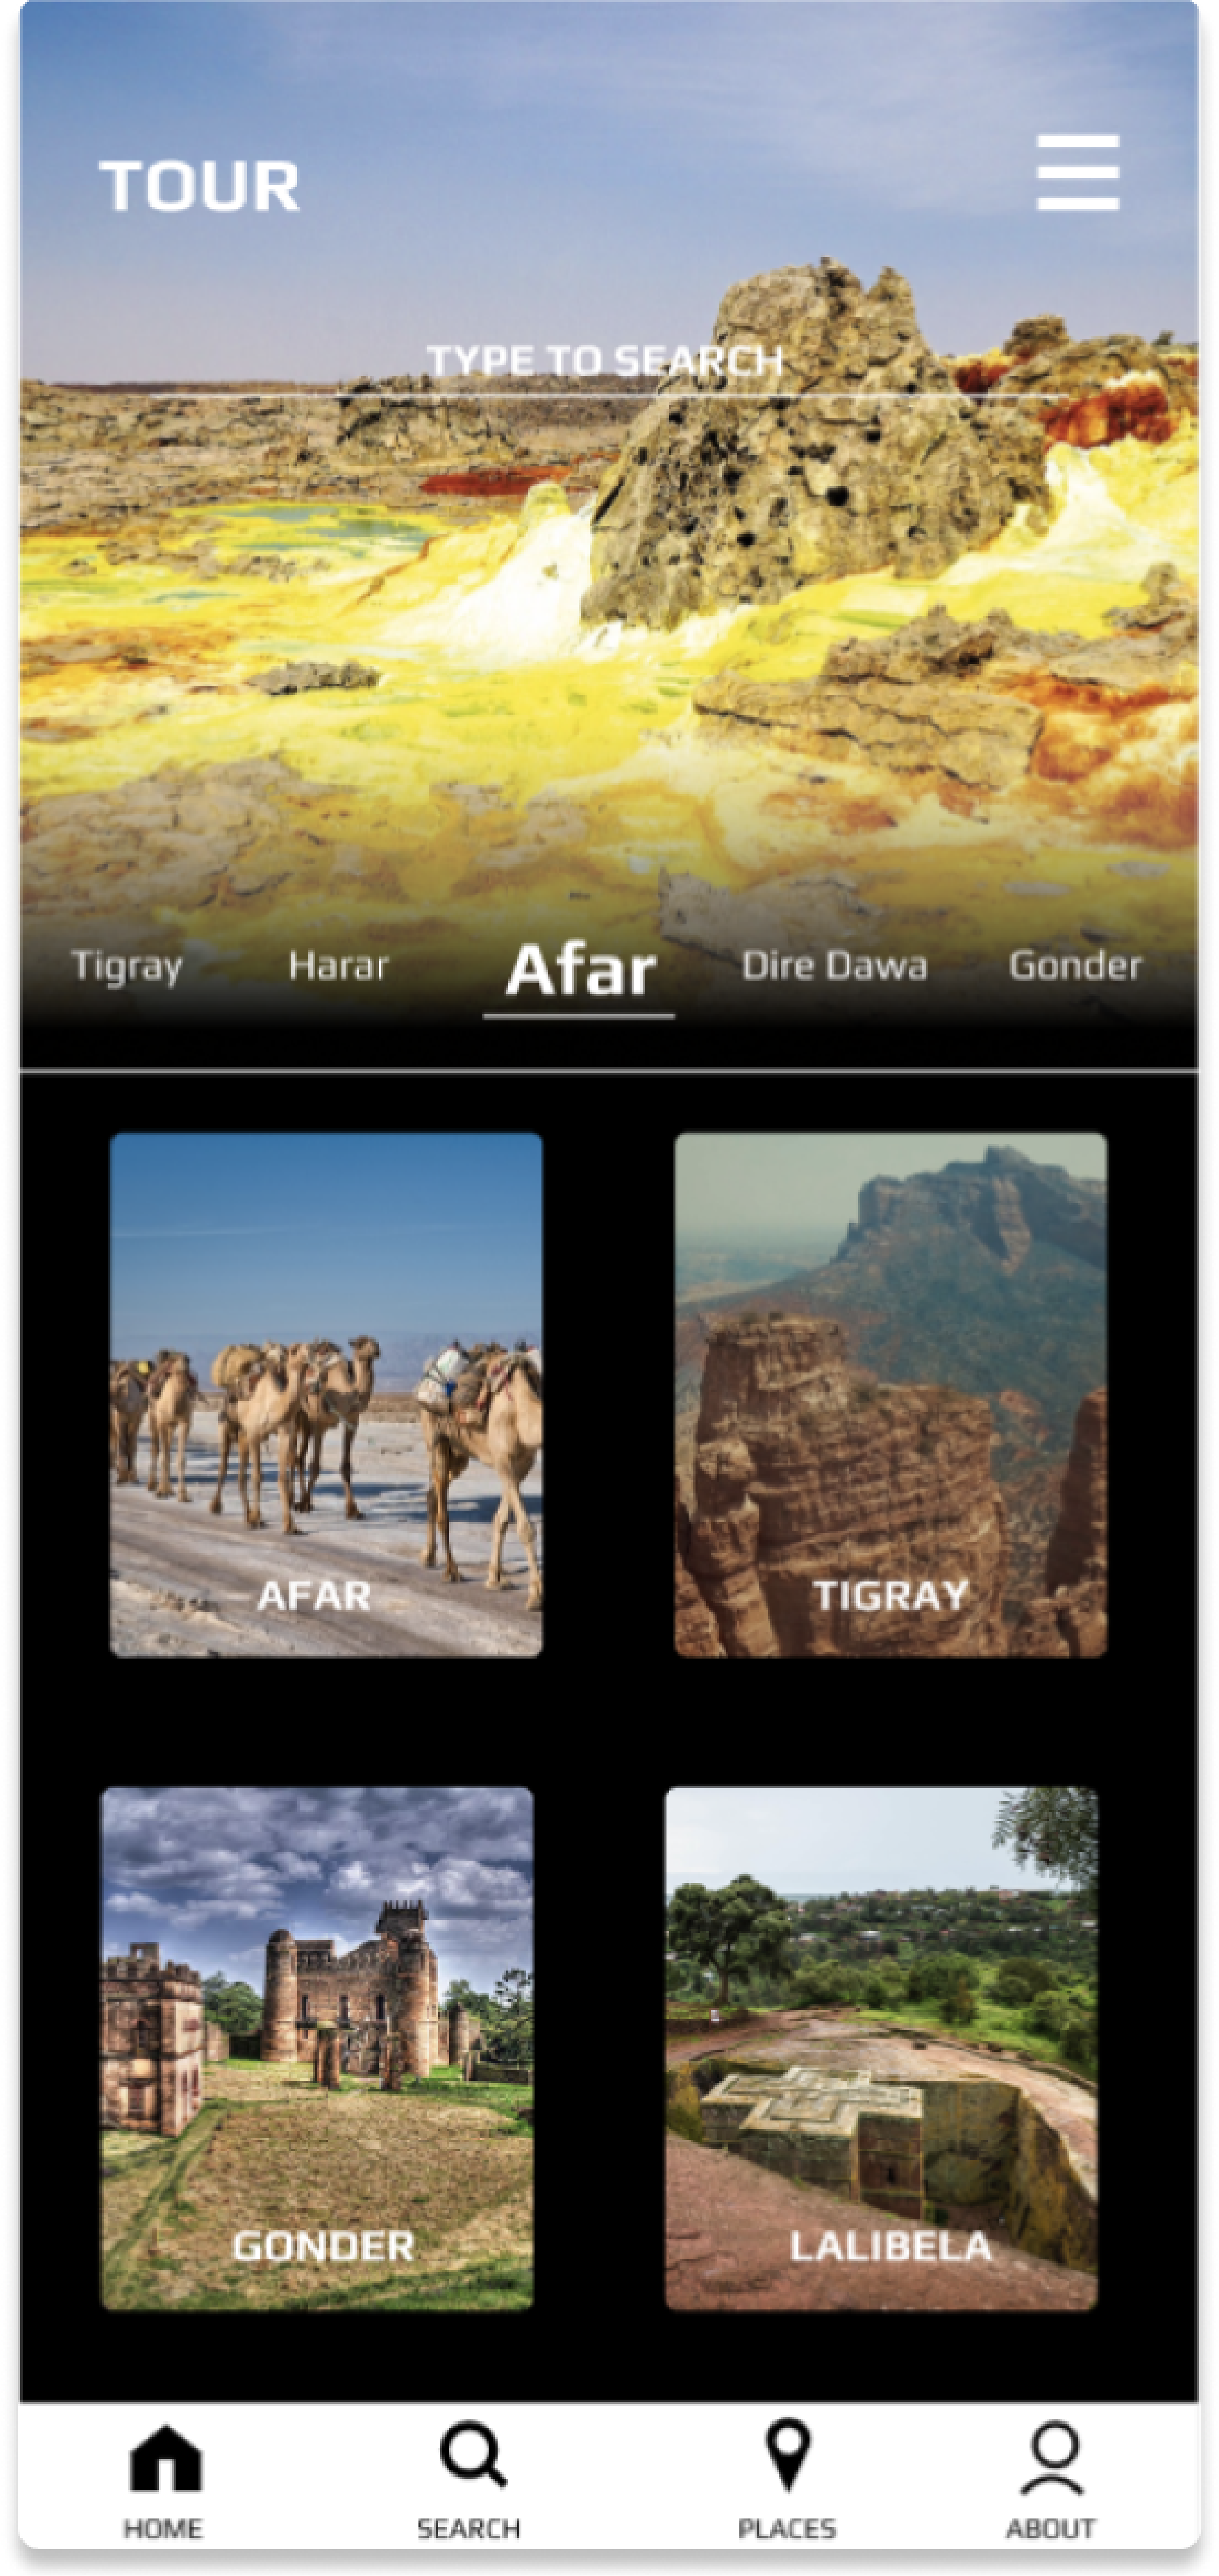 TOUR
TYPE TO SEARCH
Tigray Harar Afar Dire Dawa Gonder
AFAR TIGRAY
GONDER LALIBELA
HOME SEARCH PLACES ABOUT